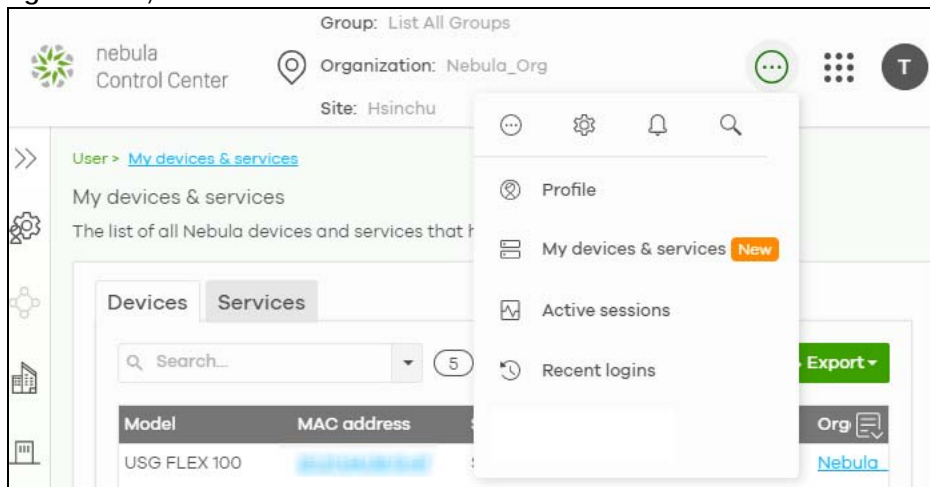 Group: List All Groups
nebula
Control Center
Organization: Nebula_Org
T
Site: Hsinchu
User > My devices & services
My devices & services
The list of all Nebula devices and services that
Profile
My devices & services New
Active sessions
Recent logins
Devices
Services
Search...
5
Export
Model
MAC address
Org
USG FLEX 100
Nebula_